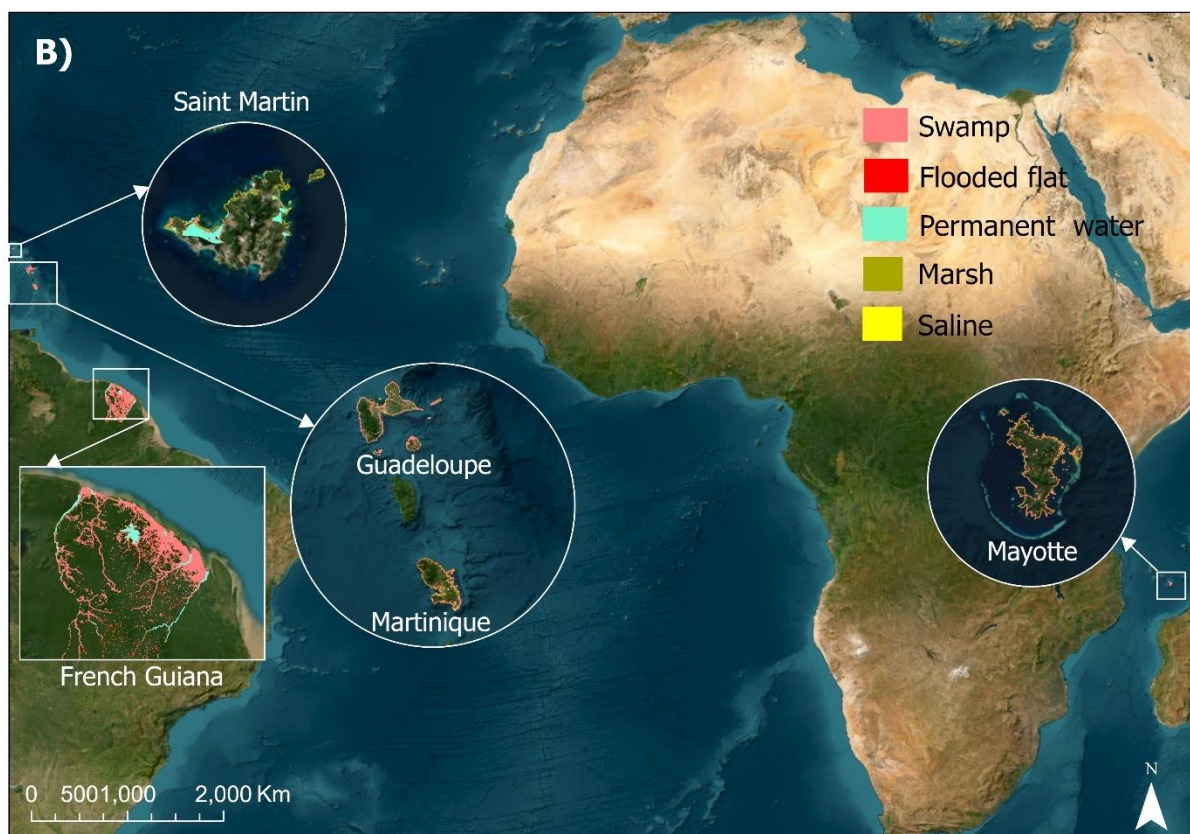 B)
Saint Martin
Swamp
Flooded flat
Permanent water
Marsh
Saline
Guadeloupe
Martinique
Mayotte
French Guiana
0 5001,000 2,000 Km
N